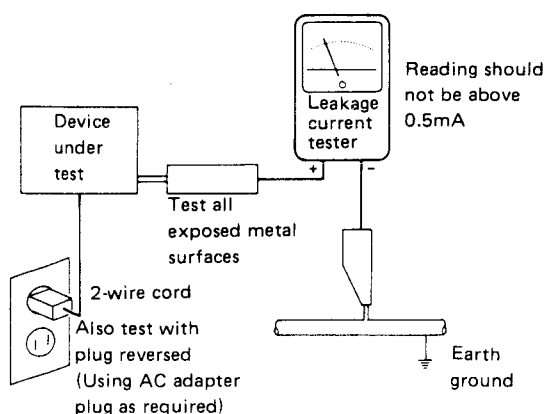 Device
under
test
Leakage
current
tester
+
−
Reading should
not be above
0.5mA
Test all
exposed metal
surfaces
2-wire cord
Also test with
plug reversed
(Using AC adapter
plug as required)
Earth
ground